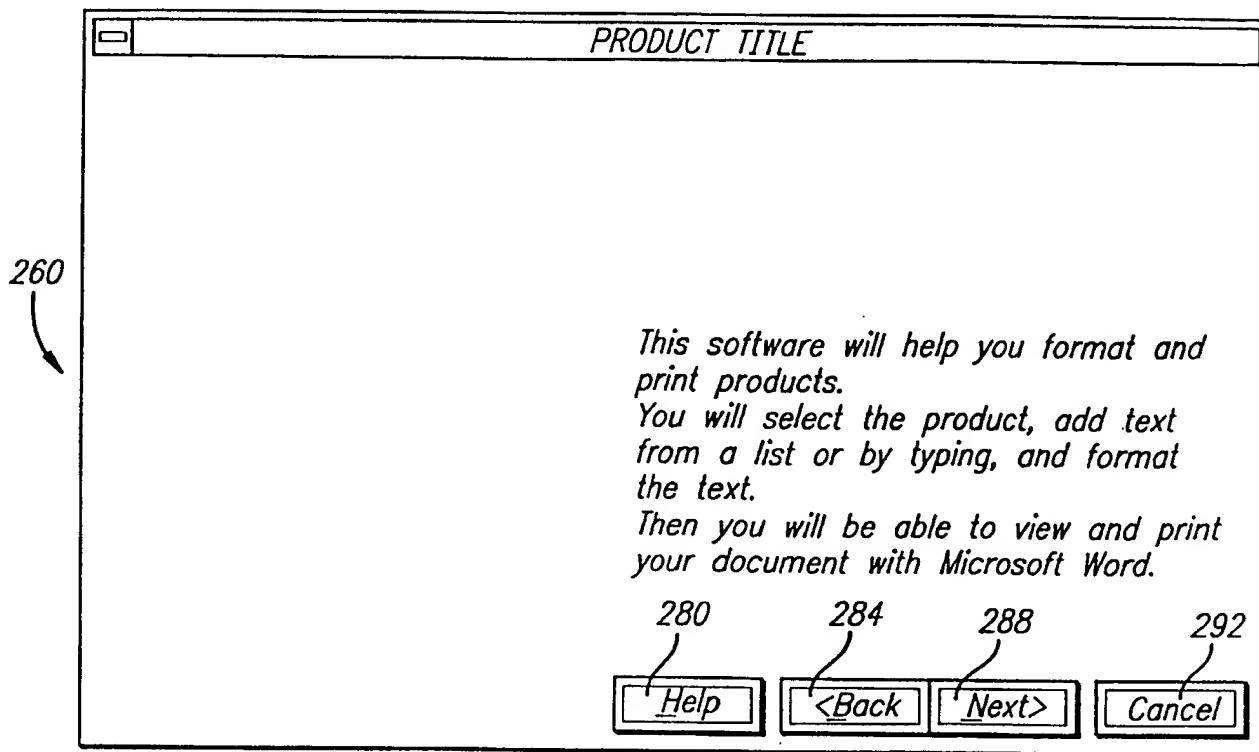 PRODUCT TITLE
260
This software will help you format and
print products.
You will select the product, add text
from a list or by typing, and format
the text.
Then you will be able to view and print
your document with Microsoft Word.
280 284 288 292
Help <Back Next> Cancel